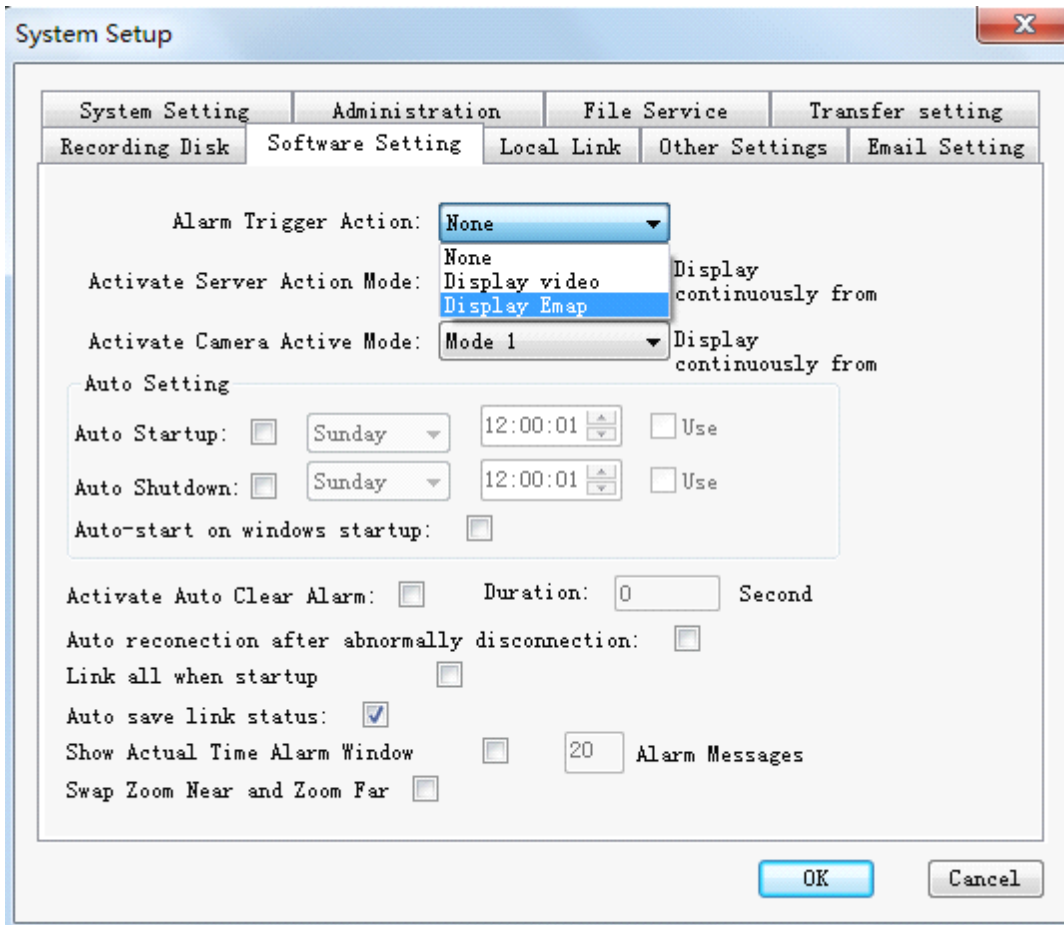 System Setup
System Setting Administration File Service Transfer setting
Recording Disk Software Setting Local Link Other Settings Email Setting
Alarm Trigger Action: None
None
Display video
Display Emap
Activate Server Action Mode: Display
continuously from
Activate Camera Active Mode: Mode 1 Display
continuously from
Auto Setting
Auto Startup: Sunday 12:00:01 Use
Auto Shutdown: Sunday 12:00:01 Use
Auto-start on windows startup:
Activate Auto Clear Alarm: Duration: 0 Second
Auto reconection after abnormally disconnection:
Link all when startup
Auto save link status:
Show Actual Time Alarm Window 20 Alarm Messages
Swap Zoom Near and Zoom Far
OK Cancel